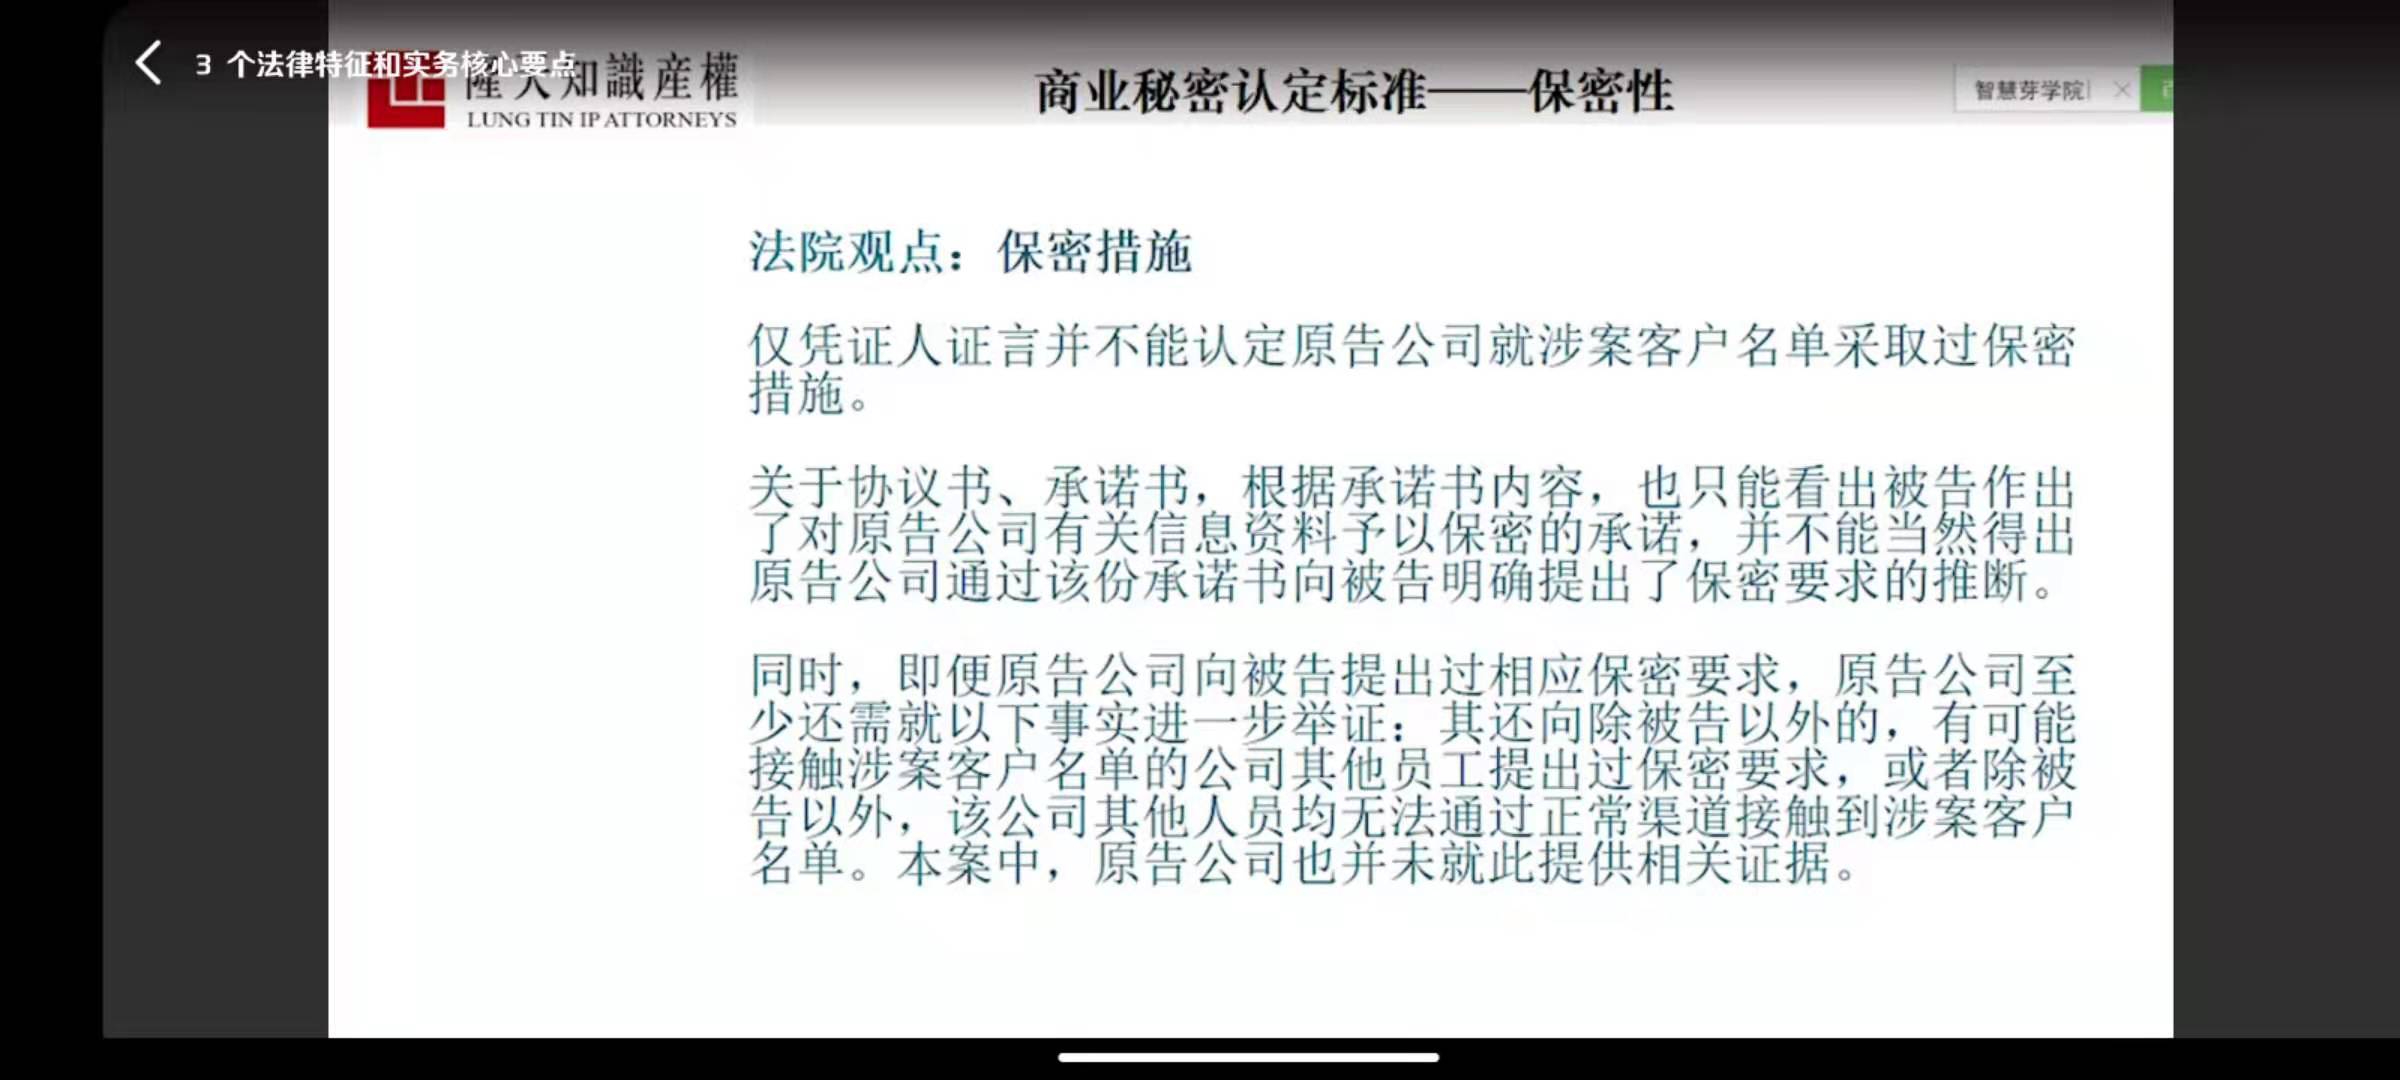 3 个法律特征和实务核心要点
隆天知識産權
LUNG TIN IP ATTORNEYS
商业秘密认定标准——保密性
智慧芽学院
法院观点：保密措施
仅凭证人证言并不能认定原告公司就涉案客户名单采取过保密
措施。
关于协议书、承诺书，根据承诺书内容，也只能看出被告作出
了对原告公司有关信息资料予以保密的承诺，并不能当然得出
原告公司通过该份承诺书向被告明确提出了保密要求的推断。
同时，即便原告公司向被告提出过相应保密要求，原告公司至
少还需就以下事实进一步举证：其还向除被告以外的，有可能
接触涉案客户名单的公司其他员工提出过保密要求，或者除被
告以外，该公司其他人员均无法通过正常渠道接触到涉案客户
名单。本案中，原告公司也并未就此提供相关证据。